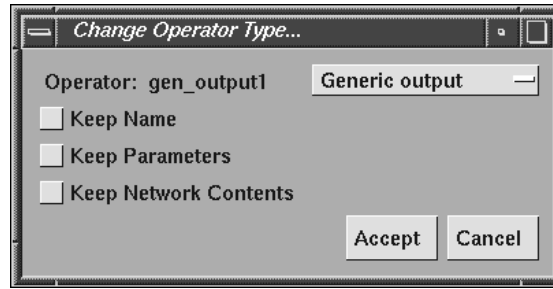 Change Operator Type...
Operator: gen_output1 Generic output
Keep Name
Keep Parameters
Keep Network Contents
Accept Cancel